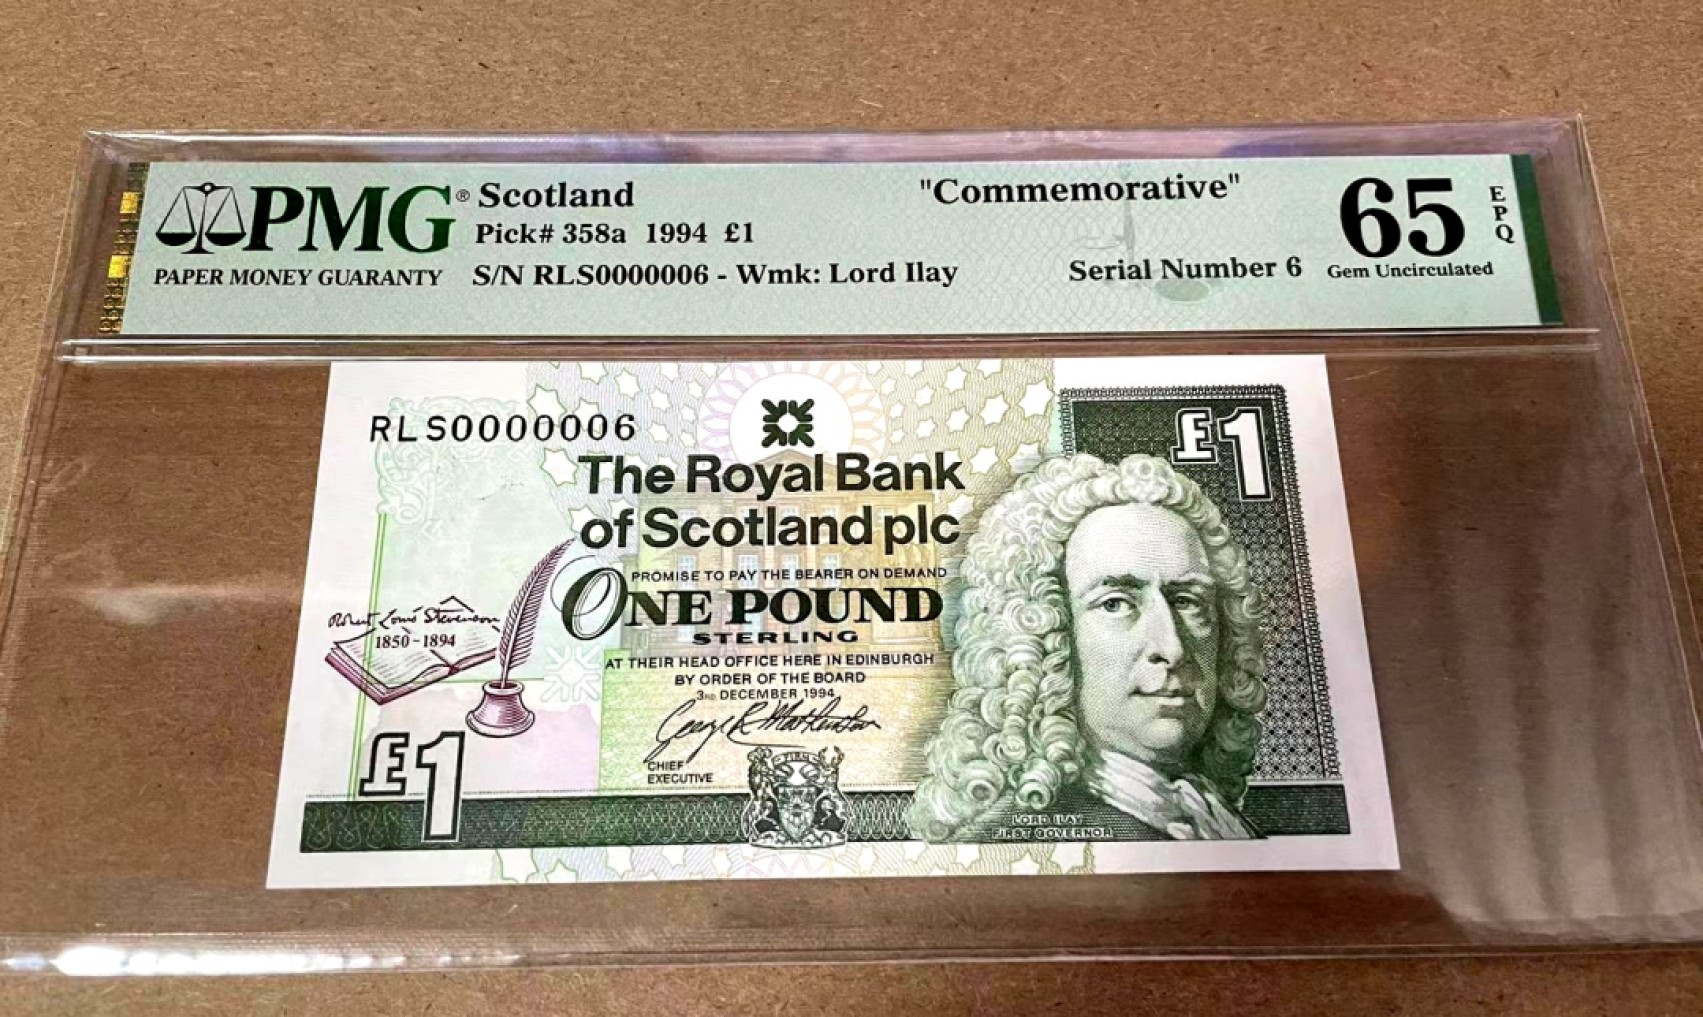 PMG® Scotland "Commemorative" 65 EPQ
Pick# 358a 1994 £1
PAPER MONEY GUARANTY S/N RLS0000006 - Wmk: Lord Ilay Serial Number 6 Gem Uncirculated
RLS0000006
£1
The Royal Bank
of Scotland plc
PROMISE TO PAY THE BEARER ON DEMAND
ONE POUND
STERLING
Robert Louis Stevenson
1850-1894
AT THEIR HEAD OFFICE HERE IN EDINBURGH
BY ORDER OF THE BOARD
3RD DECEMBER 1994
CHIEF
EXECUTIVE
£1
LORD ILAY
FIRST GOVERNOR